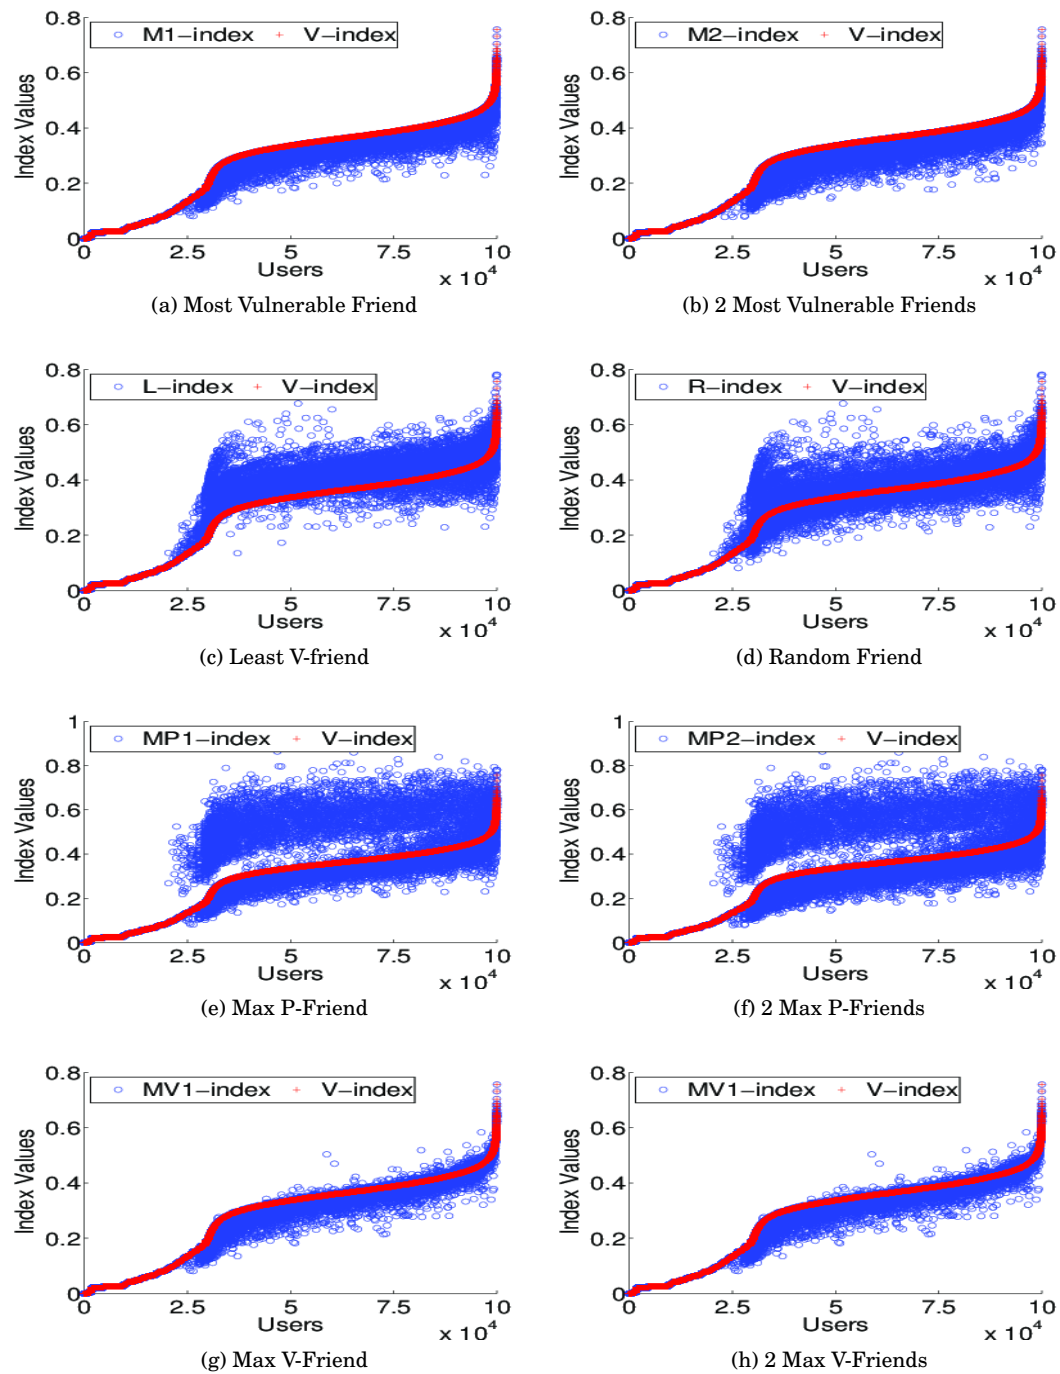 M1−index V−index
Index Values
0.8
0.6
0.4
0.2
0
0 2.5 5 7.5 10
Users
x 10^4
(a) Most Vulnerable Friend
M2−index V−index
Index Values
0.8
0.6
0.4
0.2
0
0 2.5 5 7.5 10
Users
x 10^4
(b) 2 Most Vulnerable Friends
L−index V−index
Index Values
0.8
0.6
0.4
0.2
0
0 2.5 5 7.5 10
Users
x 10^4
(c) Least V-friend
R−index V−index
Index Values
0.8
0.6
0.4
0.2
0
0 2.5 5 7.5 10
Users
x 10^4
(d) Random Friend
MP1−index V−index
Index Values
1
0.8
0.6
0.4
0.2
0
0 2.5 5 7.5 10
Users
x 10^4
(e) Max P-Friend
MP2−index V−index
Index Values
1
0.8
0.6
0.4
0.2
0
0 2.5 5 7.5 10
Users
x 10^4
(f) 2 Max P-Friends
MV1−index V−index
Index Values
0.8
0.6
0.4
0.2
0
0 2.5 5 7.5 10
Users
x 10^4
(g) Max V-Friend
MV1−index V−index
Index Values
0.8
0.6
0.4
0.2
0
0 2.5 5 7.5 10
Users
x 10^4
(h) 2 Max V-Friends